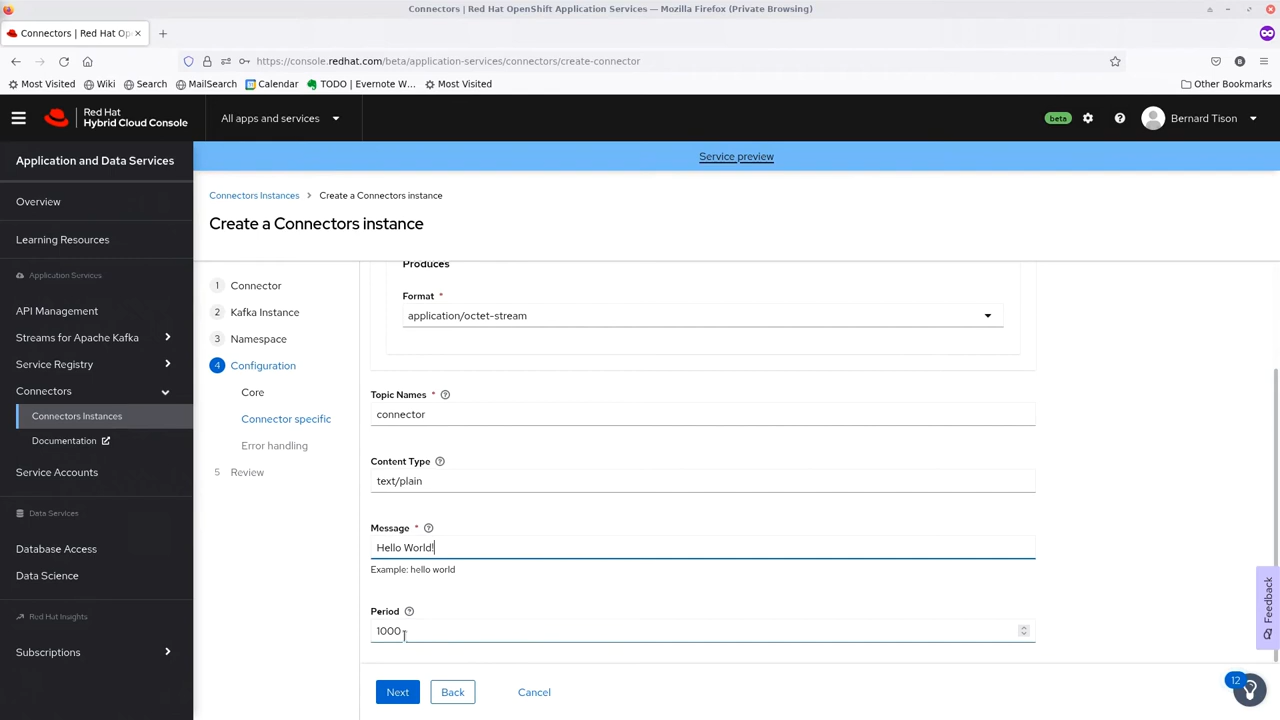 Connectors | Red Hat OpenShift Application Services — Mozilla Firefox (Private Browsing)
Connectors | Red Hat Op
https://console.redhat.com/beta/application-services/connectors/create-connector
Most Visited Wiki Search MailSearch Calendar TODO | Evernote W... Most Visited Other Bookmarks
Red Hat
Hybrid Cloud Console
All apps and services
beta
Bernard Tison
Application and Data Services
Overview
Learning Resources
Application Services
API Management
Streams for Apache Kafka
Service Registry
Connectors
Connectors Instances
Documentation
Service Accounts
Data Services
Database Access
Data Science
Red Hat Insights
Subscriptions
Service preview
Connectors Instances > Create a Connectors instance
Create a Connectors instance
1 Connector
2 Kafka Instance
3 Namespace
4 Configuration
Core
Connector specific
Error handling
5 Review
Produces
Format *
application/octet-stream
Topic Names *
connector
Content Type
text/plain
Message *
Hello World!
Example: hello world
Period
1000
Next Back Cancel
Feedback
12